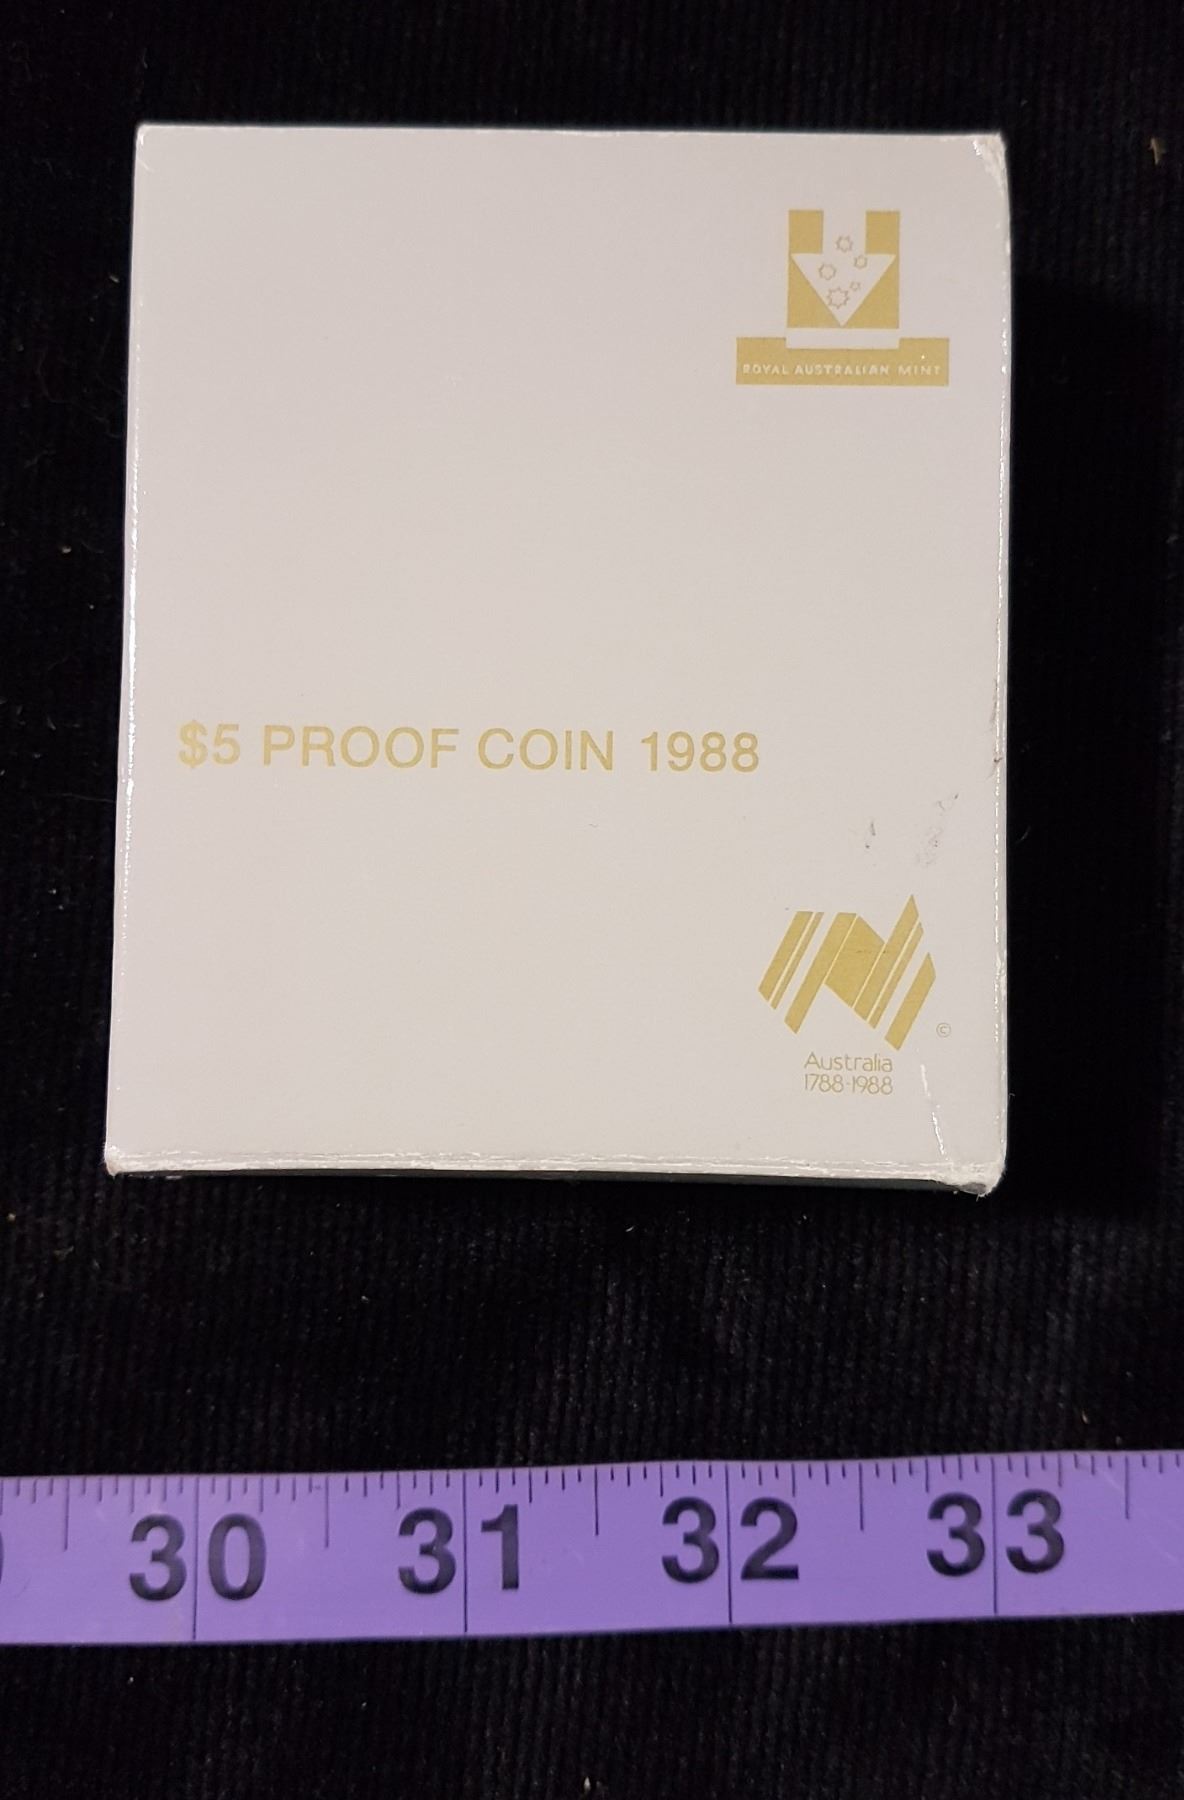 ROYAL AUSTRALIAN MINT
$5 PROOF COIN 1988
©
Australia
1788-1988
30 31 32 33